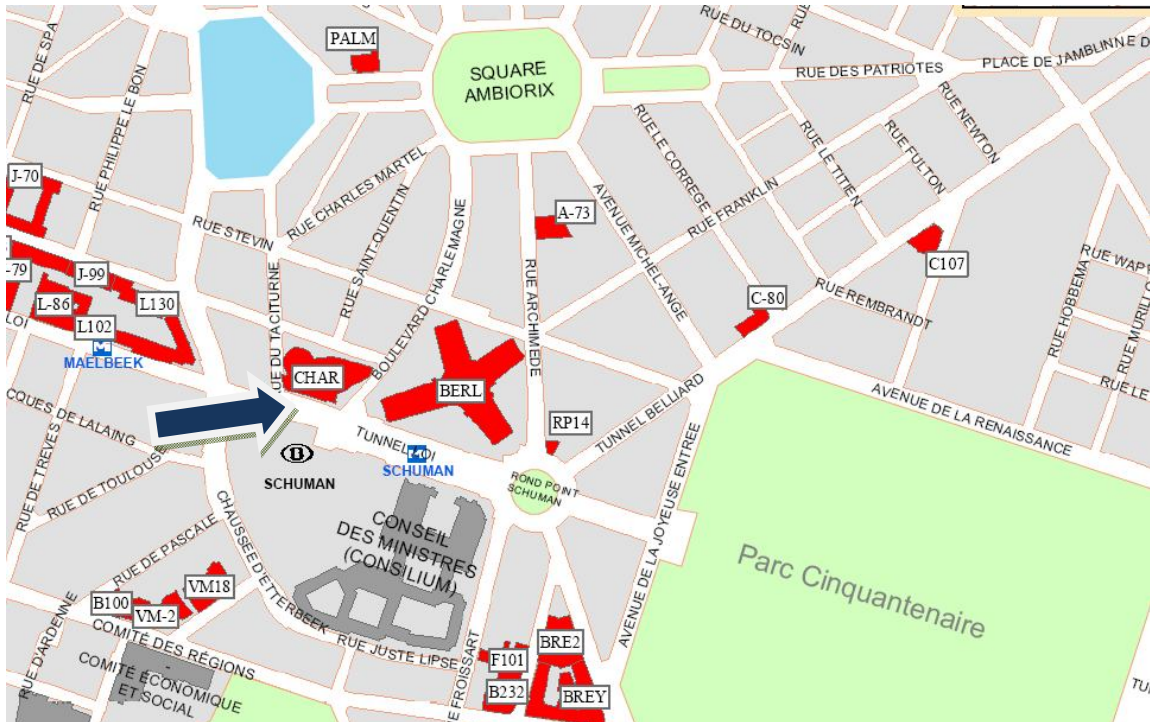 PALM
RUE DE SPA
RUE PHILIPPE LE BON
SQUARE
AMBIORIX
RUE DU TOCSIN
RUE DES PATRIOTES
PLACE DE JAMBLINNE D
RUE NEWTON
RUE FULTON
RUE LE TITIEN
RUE LE CORREGE
RUE FRANKLIN
J-70
RUE CHARLES MARTEL
RUE STEVIN
RUE SAINT-QUENTIN
BOULEVARD CHARLEMAGNE
A-73
AVENUE MICHEL-ANGE
RUE ARCHIMEDE
C107
RUE WAPP
RUE HOBBEMA
RUE MURILLO
RUE LE
RUE REMBRANDT
C-80
-79
J-99
L-86
L130
L102
LOI
M
MAELBEEK
RUE DU TACITURNE
CHAR
BERL
RP14
TUNNEL BELLIARD
AVENUE DE LA RENAISSANCE
CQUES DE LALAING
RUE DE TREVES
RUE DE TOULOUSE
B
SCHUMAN
TUNNEL LOI
SCHUMAN
ROND POINT
SCHUMAN
AVENUE DE LA JOYEUSE ENTREE
CONSEIL
DES MINISTRES
(CONSILIUM)
Parc Cinquantenaire
CHAUSSÉE D'ETTERBEEK
RUE DE PASCALE
VM18
B100
VM-2
RUE D'ARDENNE
COMITÉ DES RÉGIONS
COMITÉ ÉCONOMIQUE
ET SOCIAL
RUE JUSTE LIPSE
E FROISSART
F101
B232
BRE2
BREY
TU